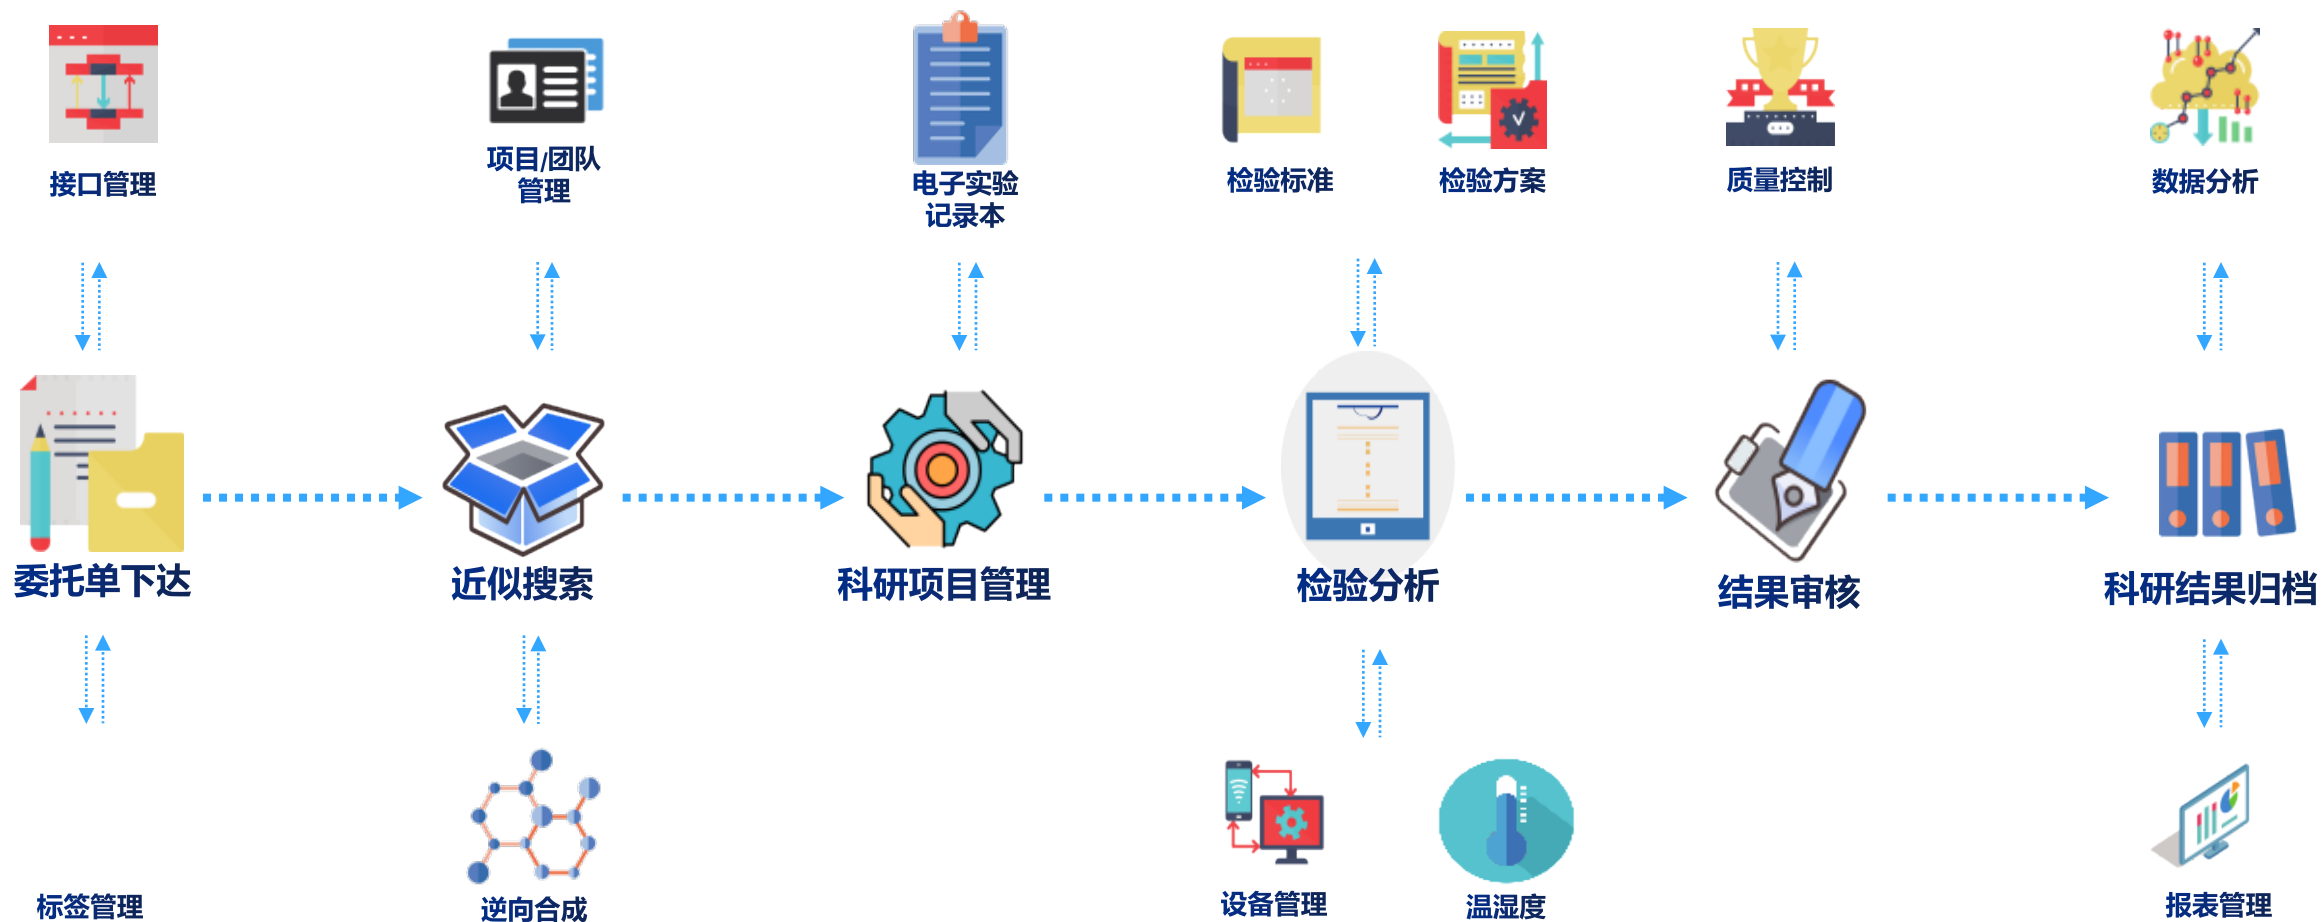 接口管理
项目/团队
管理
电子实验
记录本
检验标准
检验方案
质量控制
数据分析
委托单下达
近似搜索
科研项目管理
检验分析
结果审核
科研结果归档
标签管理
逆向合成
设备管理
温湿度
报表管理